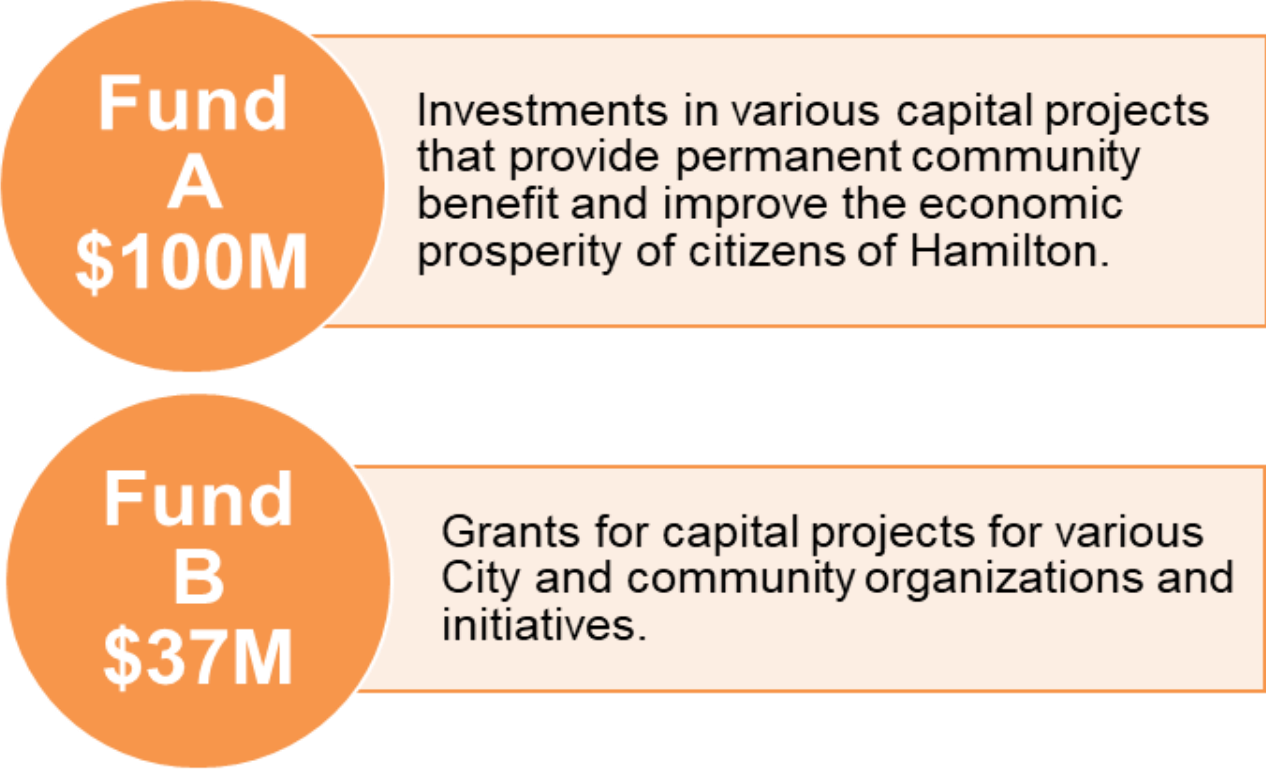 Fund
A
$100M
Investments in various capital projects
that provide permanent community
benefit and improve the economic
prosperity of citizens of Hamilton.
Fund
B
$37M
Grants for capital projects for various
City and community organizations and
initiatives.